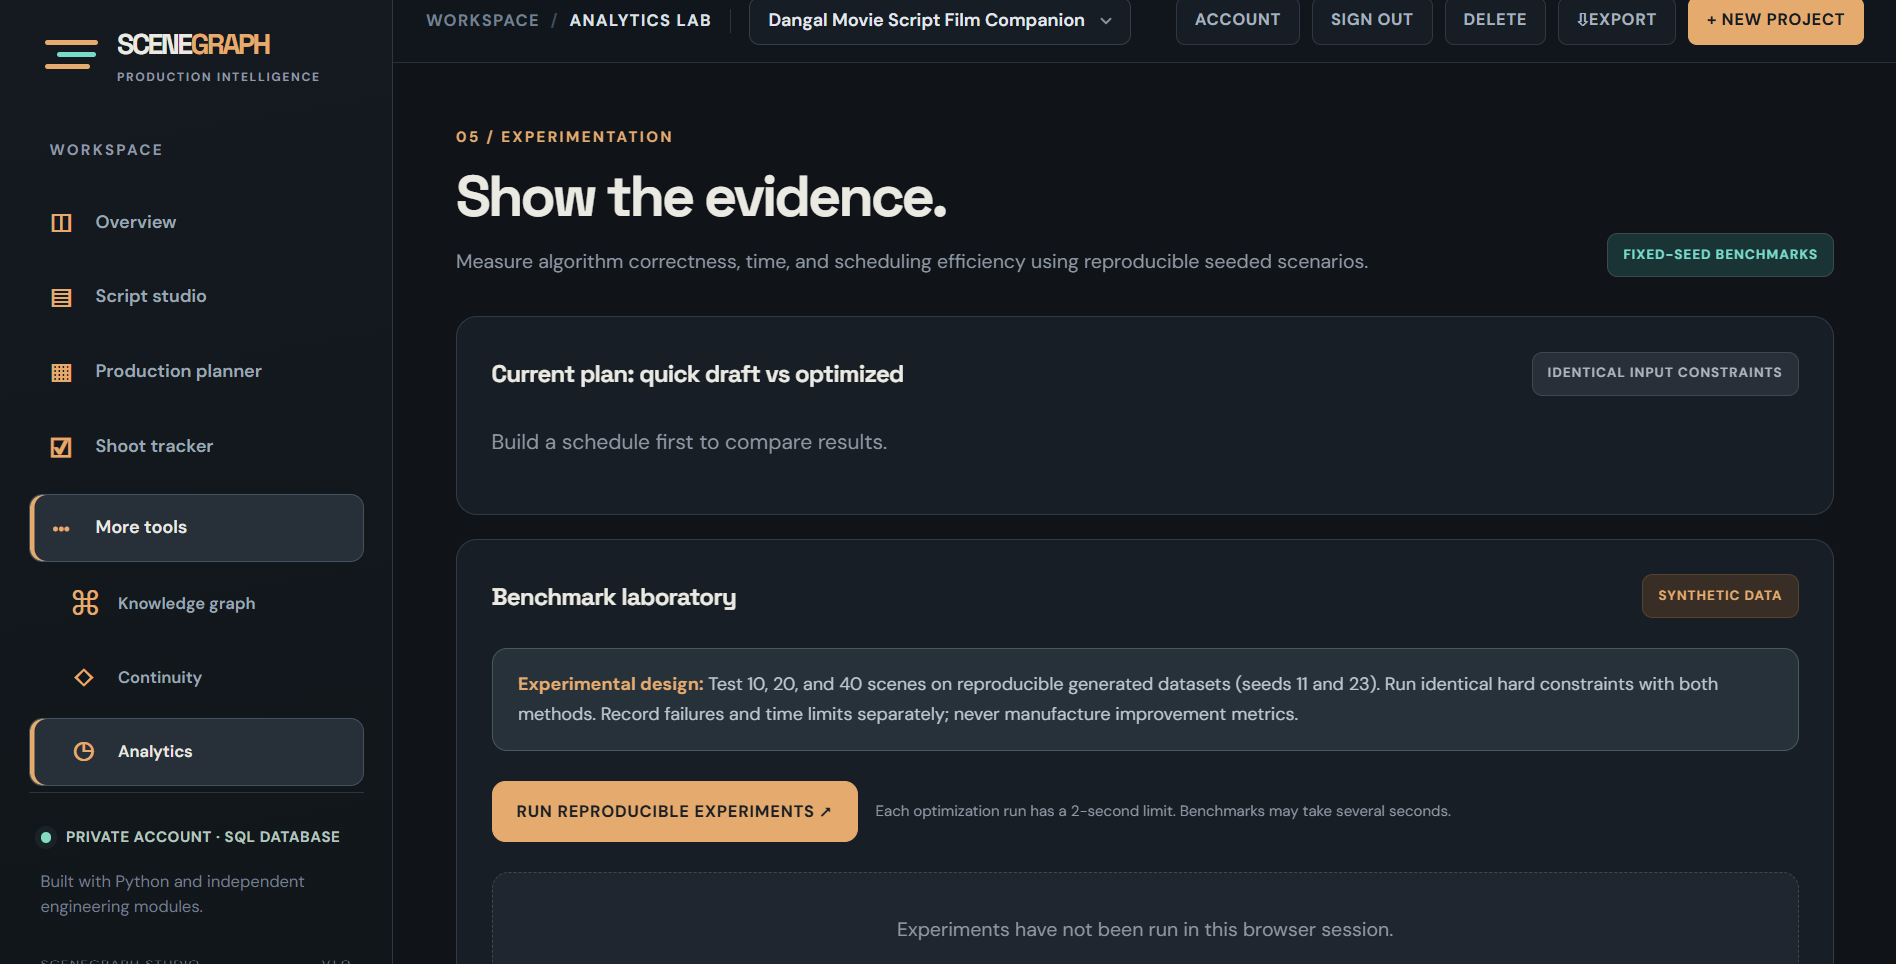 SCENEGRAPH
PRODUCTION INTELLIGENCE
WORKSPACE
Overview
Script studio
Production planner
Shoot tracker
More tools
Knowledge graph
Continuity
Analytics
PRIVATE ACCOUNT · SQL DATABASE
Built with Python and independent
engineering modules.
SCENEGRAPH STUDIO V1.0
WORKSPACE / ANALYTICS LAB
Dangal Movie Script Film Companion
ACCOUNT
SIGN OUT
DELETE
⇩EXPORT
+ NEW PROJECT
05 / EXPERIMENTATION
Show the evidence.
Measure algorithm correctness, time, and scheduling efficiency using reproducible seeded scenarios.
FIXED-SEED BENCHMARKS
Current plan: quick draft vs optimized
IDENTICAL INPUT CONSTRAINTS
Build a schedule first to compare results.
Benchmark laboratory
SYNTHETIC DATA
Experimental design: Test 10, 20, and 40 scenes on reproducible generated datasets (seeds 11 and 23). Run identical hard constraints with both
methods. Record failures and time limits separately; never manufacture improvement metrics.
RUN REPRODUCIBLE EXPERIMENTS ↗
Each optimization run has a 2-second limit. Benchmarks may take several seconds.
Experiments have not been run in this browser session.